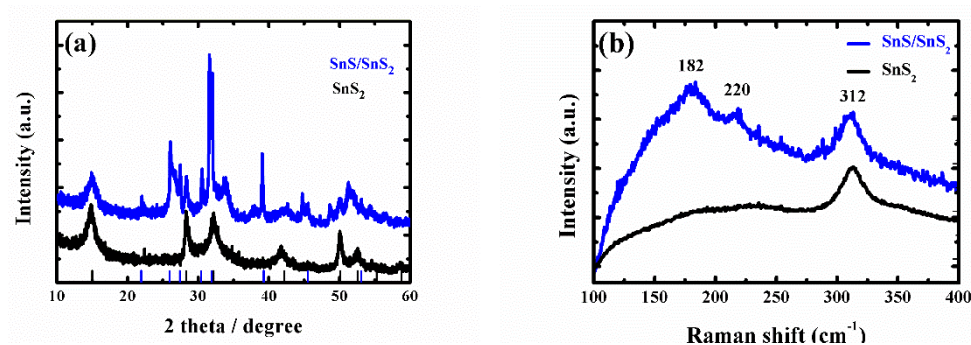 (a)
SnS/SnS₂
SnS₂
Intensity (a.u.)
10 20 30 40 50 60
2 theta / degree
(b)
SnS/SnS₂
SnS₂
182
220
312
Intensity (a.u.)
100 150 200 250 300 350 400
Raman shift (cm⁻¹)